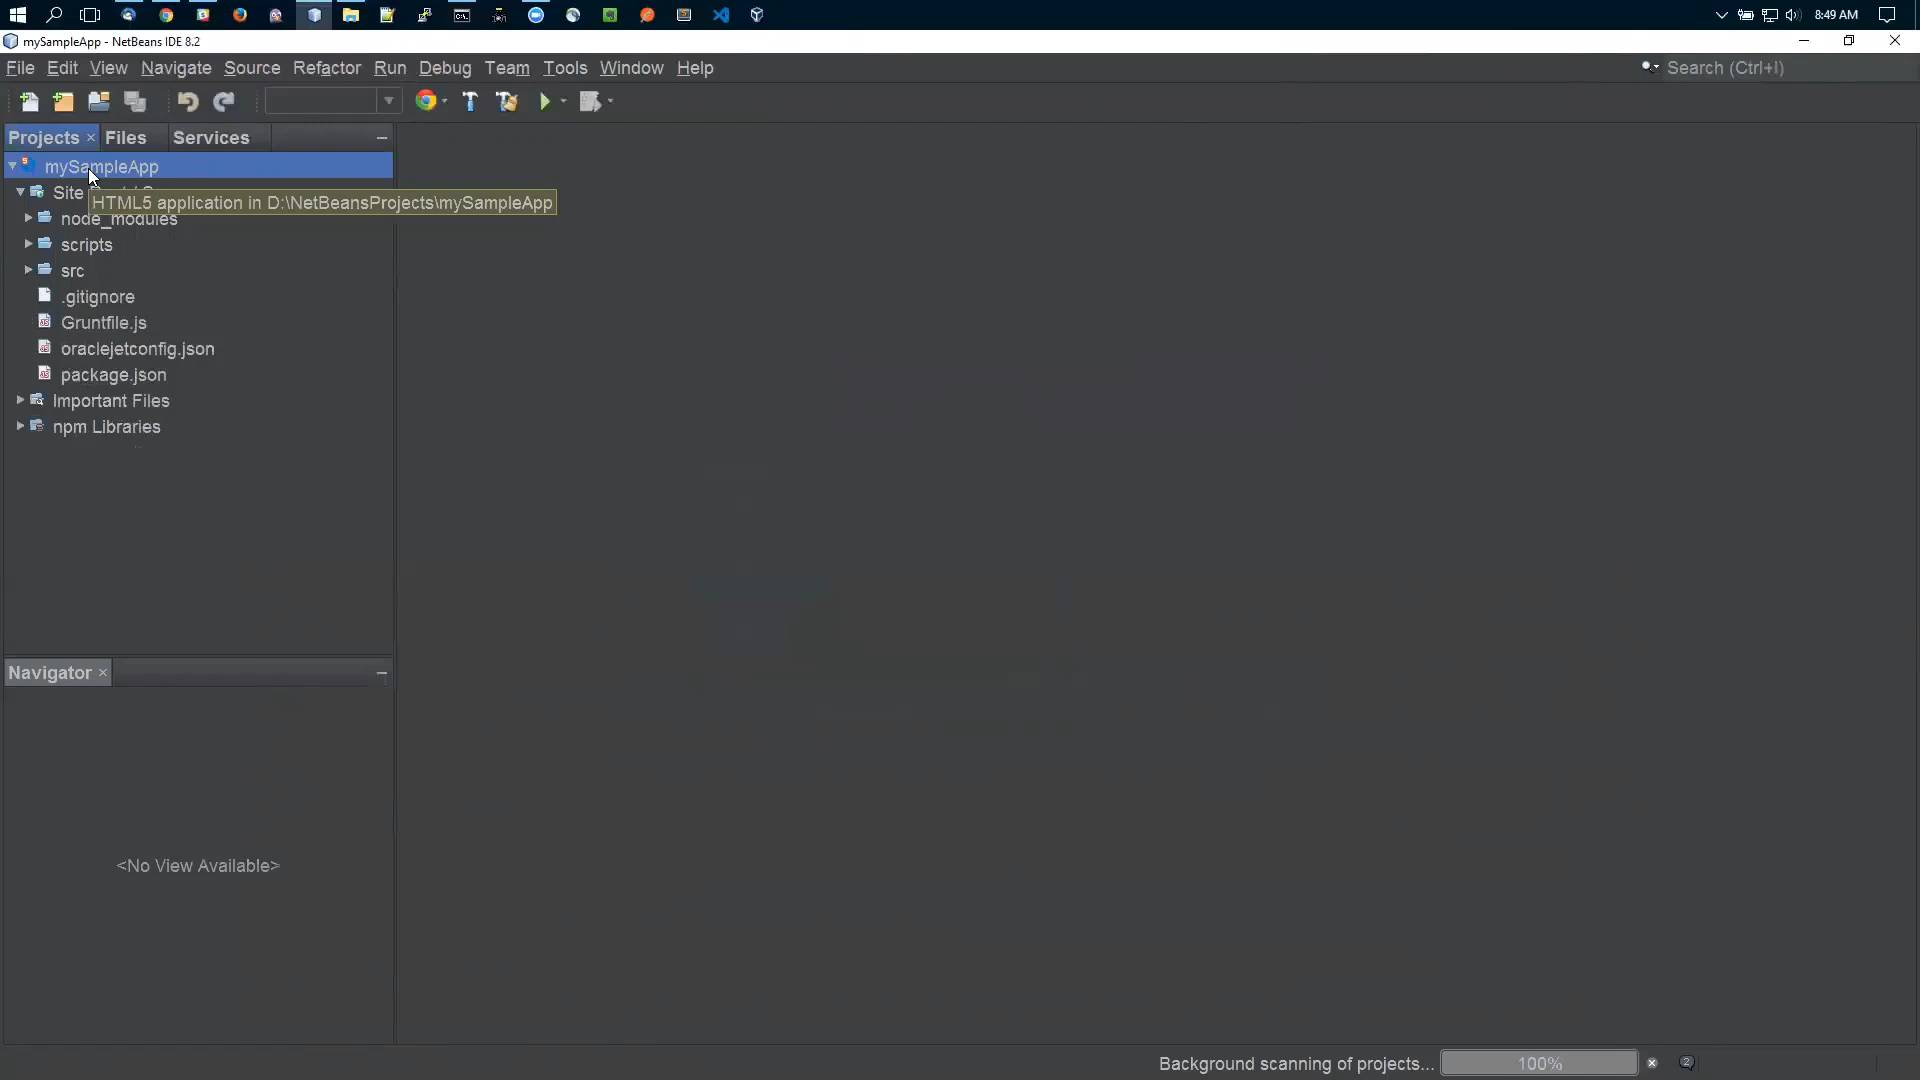 8:49 AM
mySampleApp - NetBeans IDE 8.2
File Edit View Navigate Source Refactor Run Debug Team Tools Window Help
Search (Ctrl+I)
Projects Files Services
mySampleApp
Site
HTML5 application in D:\NetBeansProjects\mySampleApp
node_modules
scripts
src
.gitignore
Gruntfile.js
oraclejetconfig.json
package.json
Important Files
npm Libraries
Navigator
<No View Available>
Background scanning of projects... 100%
2